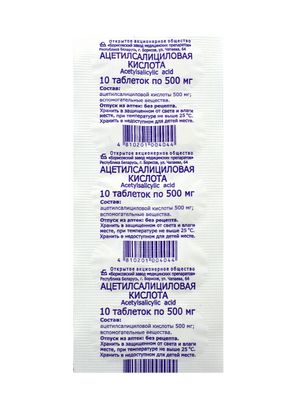 Открытое акционерное общество
«Борисовский завод медицинских препаратов»
Республика Беларусь, г. Борисов, ул. Чапаева, 64
АЦЕТИЛСАЛИЦИЛОВАЯ
КИСЛОТА
Acetylsalicylic acid
10 таблеток по 500 мг
Состав:
ацетилсалициловой кислоты 500 мг;
вспомогательные вещества.
Отпуск из аптек: без рецепта.
Хранить в защищенном от света и влаги
месте, при температуре не выше 25 °С.
Хранить в недоступном для детей месте.
4 810201 004044
Открытое акционерное общество
«Борисовский завод медицинских препаратов»
Республика Беларусь, г. Борисов, ул. Чапаева, 64
АЦЕТИЛСАЛИЦИЛОВАЯ
КИСЛОТА
Acetylsalicylic acid
10 таблеток по 500 мг
Состав:
ацетилсалициловой кислоты 500 мг;
вспомогательные вещества.
Отпуск из аптек: без рецепта.
Хранить в защищенном от света и влаги
месте, при температуре не выше 25 °С.
Хранить в недоступном для детей месте.
4 810201 004044
Открытое акционерное общество
«Борисовский завод медицинских препаратов»
Республика Беларусь, г. Борисов, ул. Чапаева, 64
АЦЕТИЛСАЛИЦИЛОВАЯ
КИСЛОТА
Acetylsalicylic acid
10 таблеток по 500 мг
Состав:
ацетилсалициловой кислоты 500 мг;
вспомогательные вещества.
Отпуск из аптек: без рецепта.
Хранить в защищенном от света и влаги
месте, при температуре не выше 25 °С.
Хранить в недоступном для детей месте.